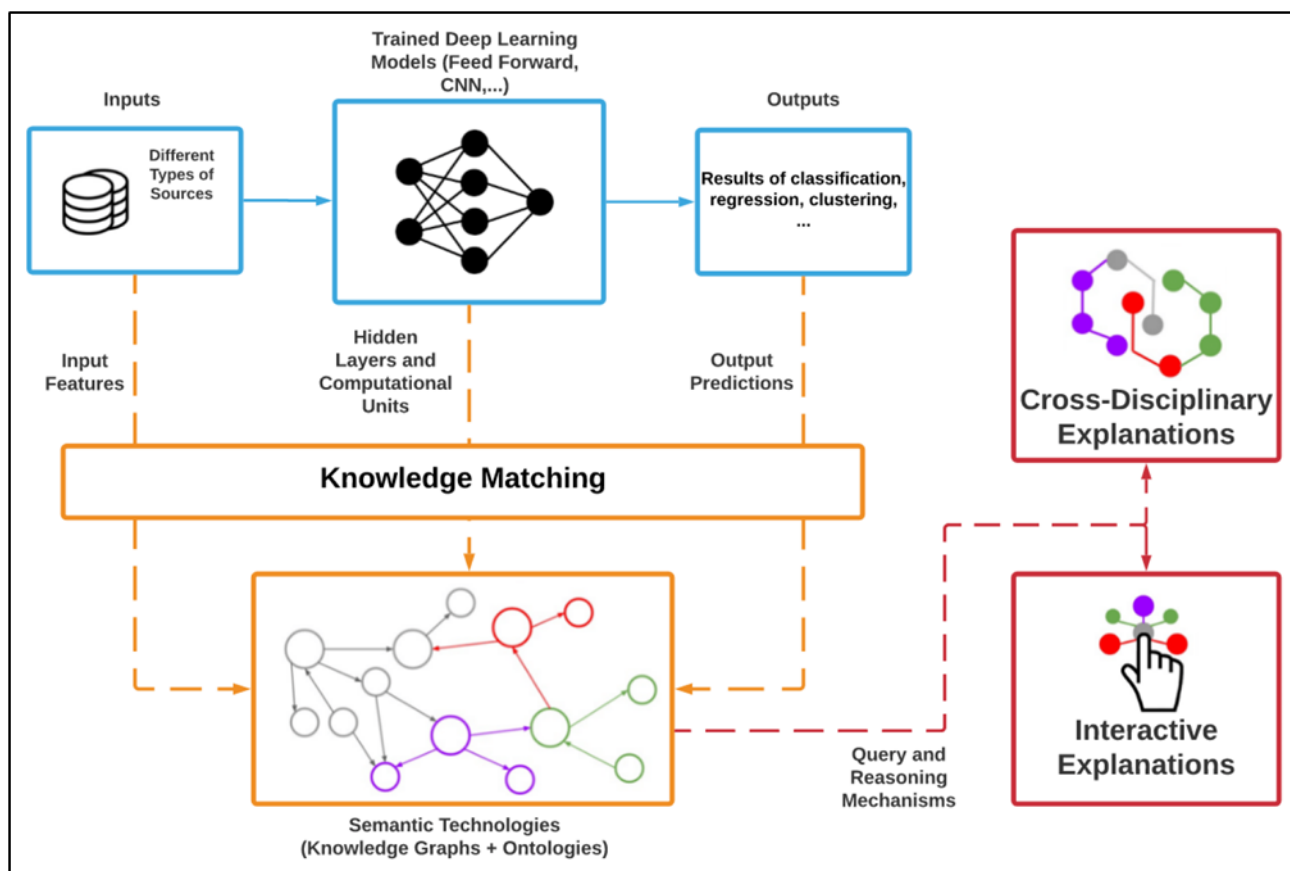 Trained Deep Learning
Models (Feed Forward,
CNN,...)
Inputs
Outputs
Different
Types of
Sources
Results of classification,
regression, clustering,
...
Input
Features
Hidden
Layers and
Computational
Units
Output
Predictions
Knowledge Matching
Cross-Disciplinary
Explanations
Interactive
Explanations
Query and
Reasoning
Mechanisms
Semantic Technologies
(Knowledge Graphs + Ontologies)